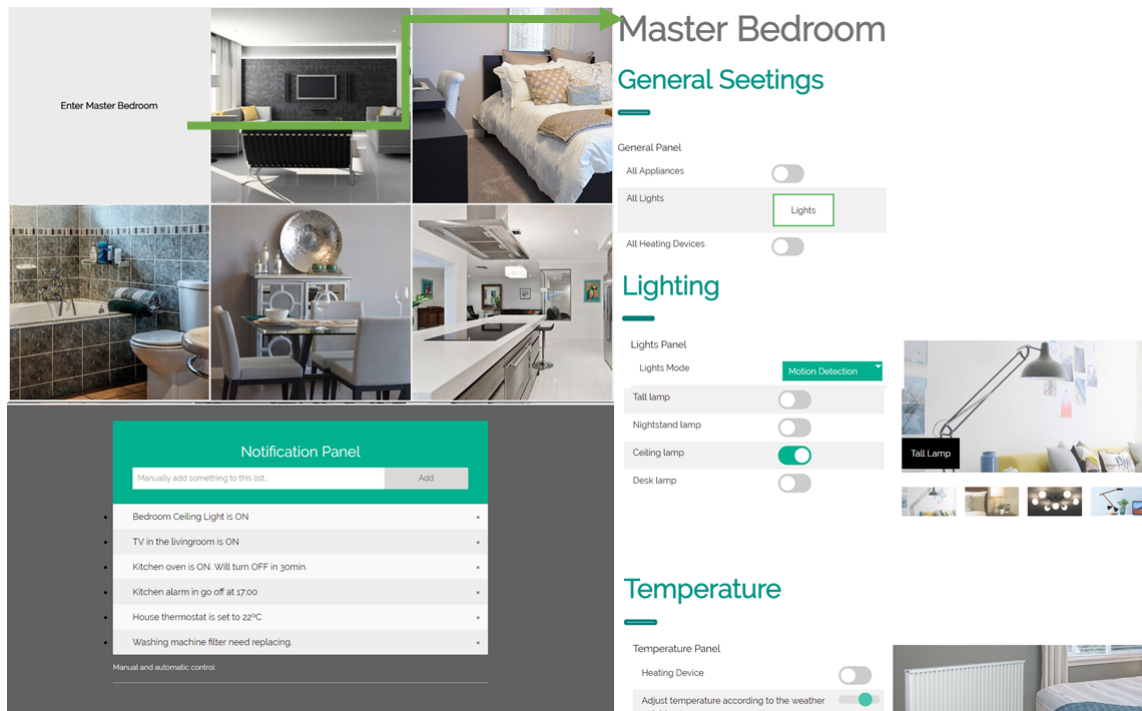 Enter Master Bedroom
Notification Panel
Manually add something to this list...
Add
Bedroom Ceiling Light is ON
×
TV in the livingroom is ON
×
Kitchen oven is ON. Will turn OFF in 30min.
×
Kitchen alarm in go off at 17:00
×
House thermostat is set to 22ºC
×
Washing machine filter need replacing.
×
Manual and automatic control
Master Bedroom
General Seetings
General Panel
All Appliances
All Lights
Lights
All Heating Devices
Lighting
Lights Panel
Lights Mode
Motion Detection
Tall lamp
Nightstand lamp
Ceiling lamp
Desk lamp
Tall Lamp
Temperature
Temperature Panel
Heating Device
Adjust temperature according to the weather